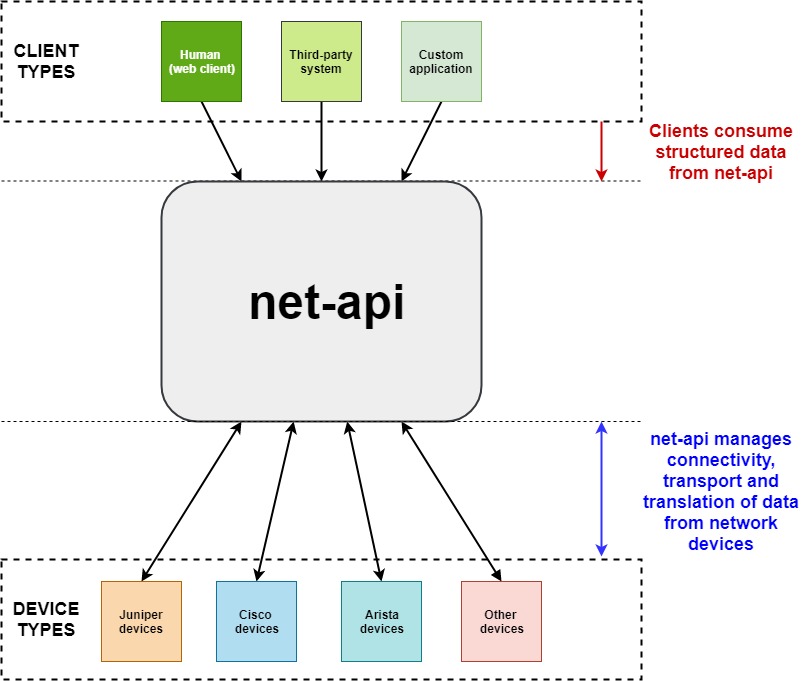 CLIENT
TYPES
Human
(web client)
Third-party
system
Custom
application
Clients consume
structured data
from net-api
net-api
net-api manages
connectivity,
transport and
translation of data
from network
devices
DEVICE
TYPES
Juniper
devices
Cisco
devices
Arista
devices
Other
devices